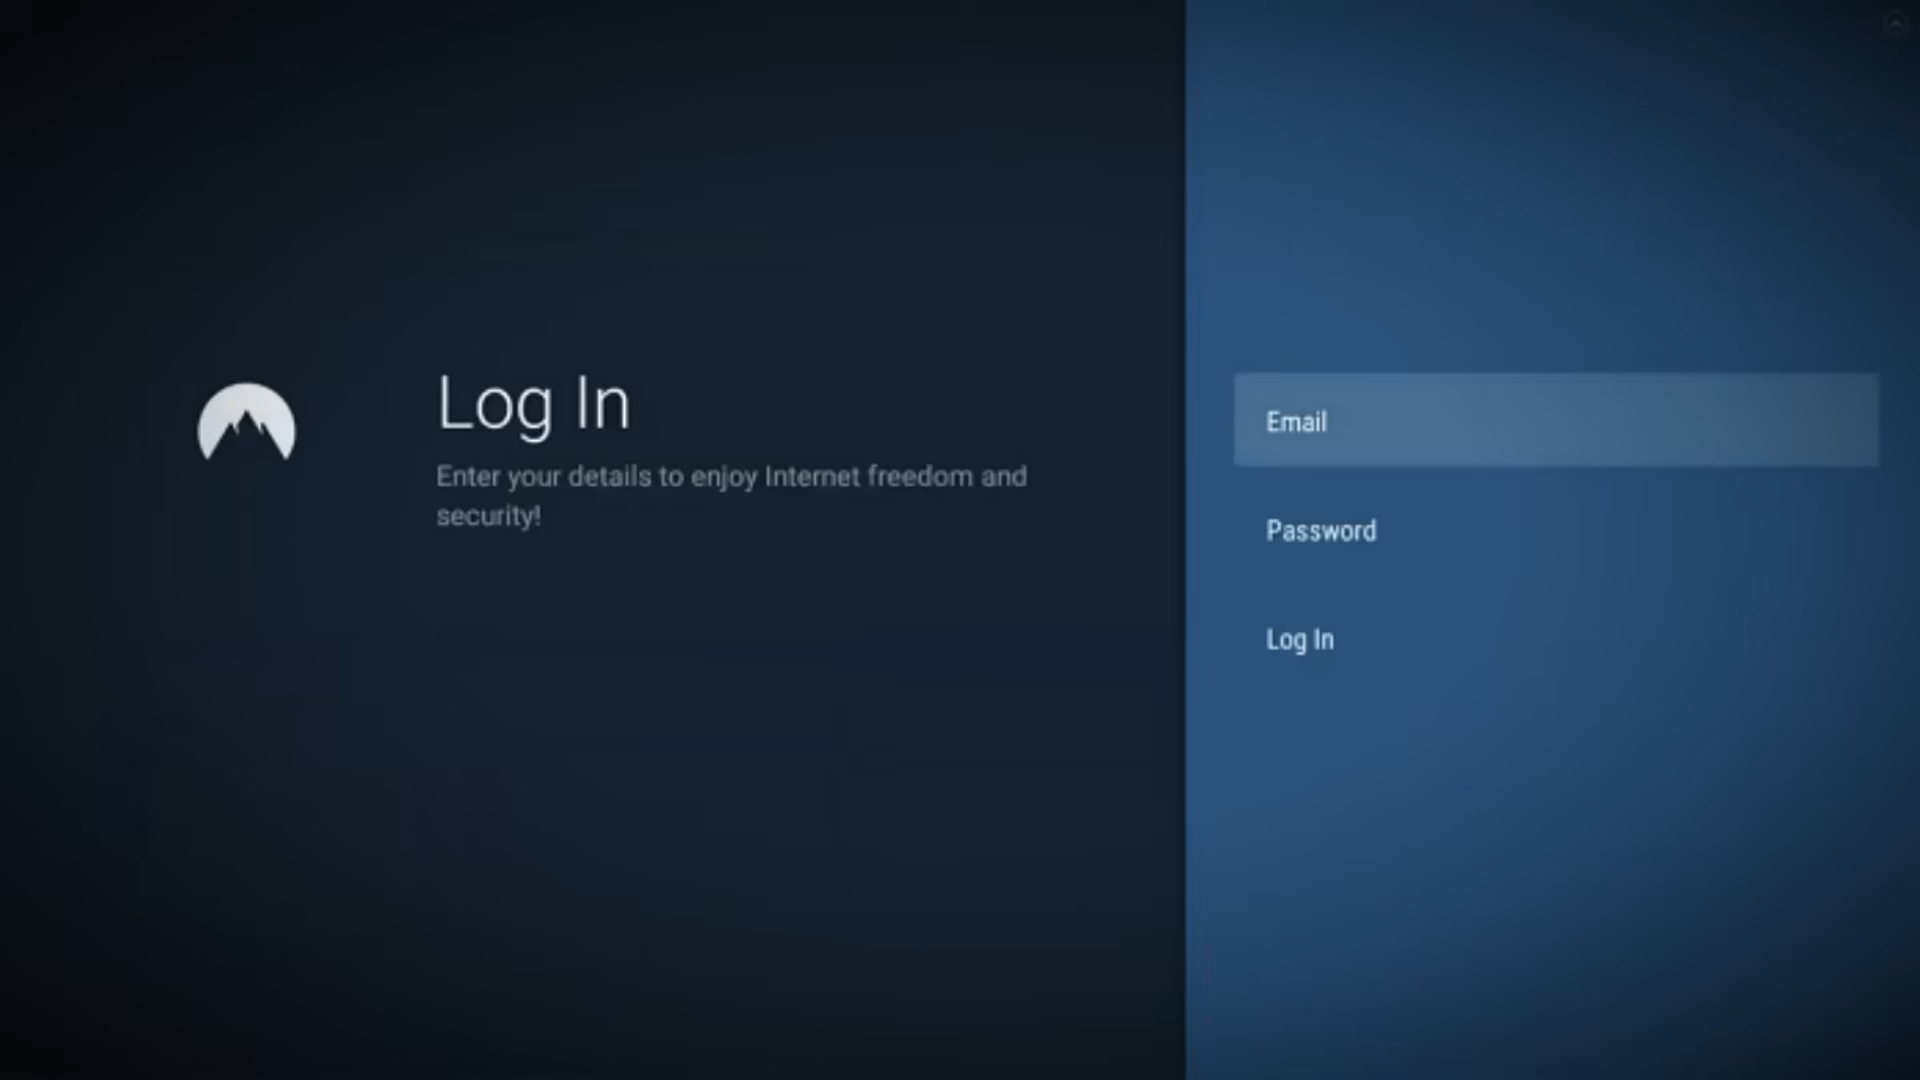 Log In
Enter your details to enjoy Internet freedom and
security!
Email
Password
Log In